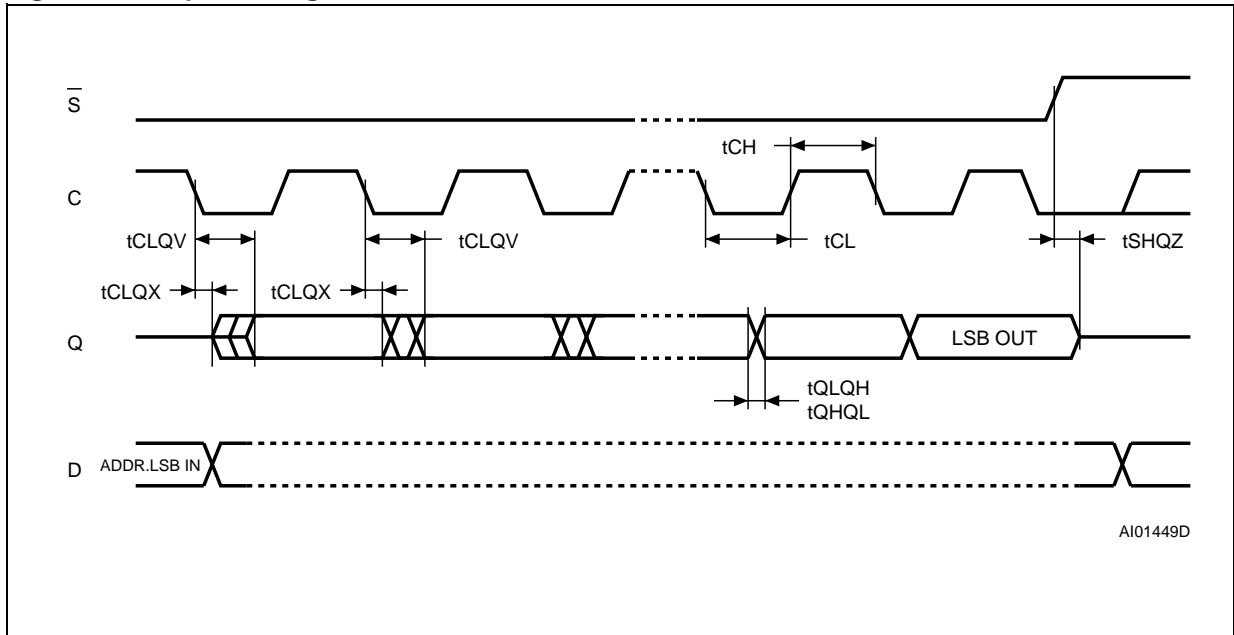 S
tCH
C
tCLQV
tCLQV
tCL
tSHQZ
tCLQX
tCLQX
Q
LSB OUT
tQLQH
tQHQL
D
ADDR.LSB IN
AI01449D